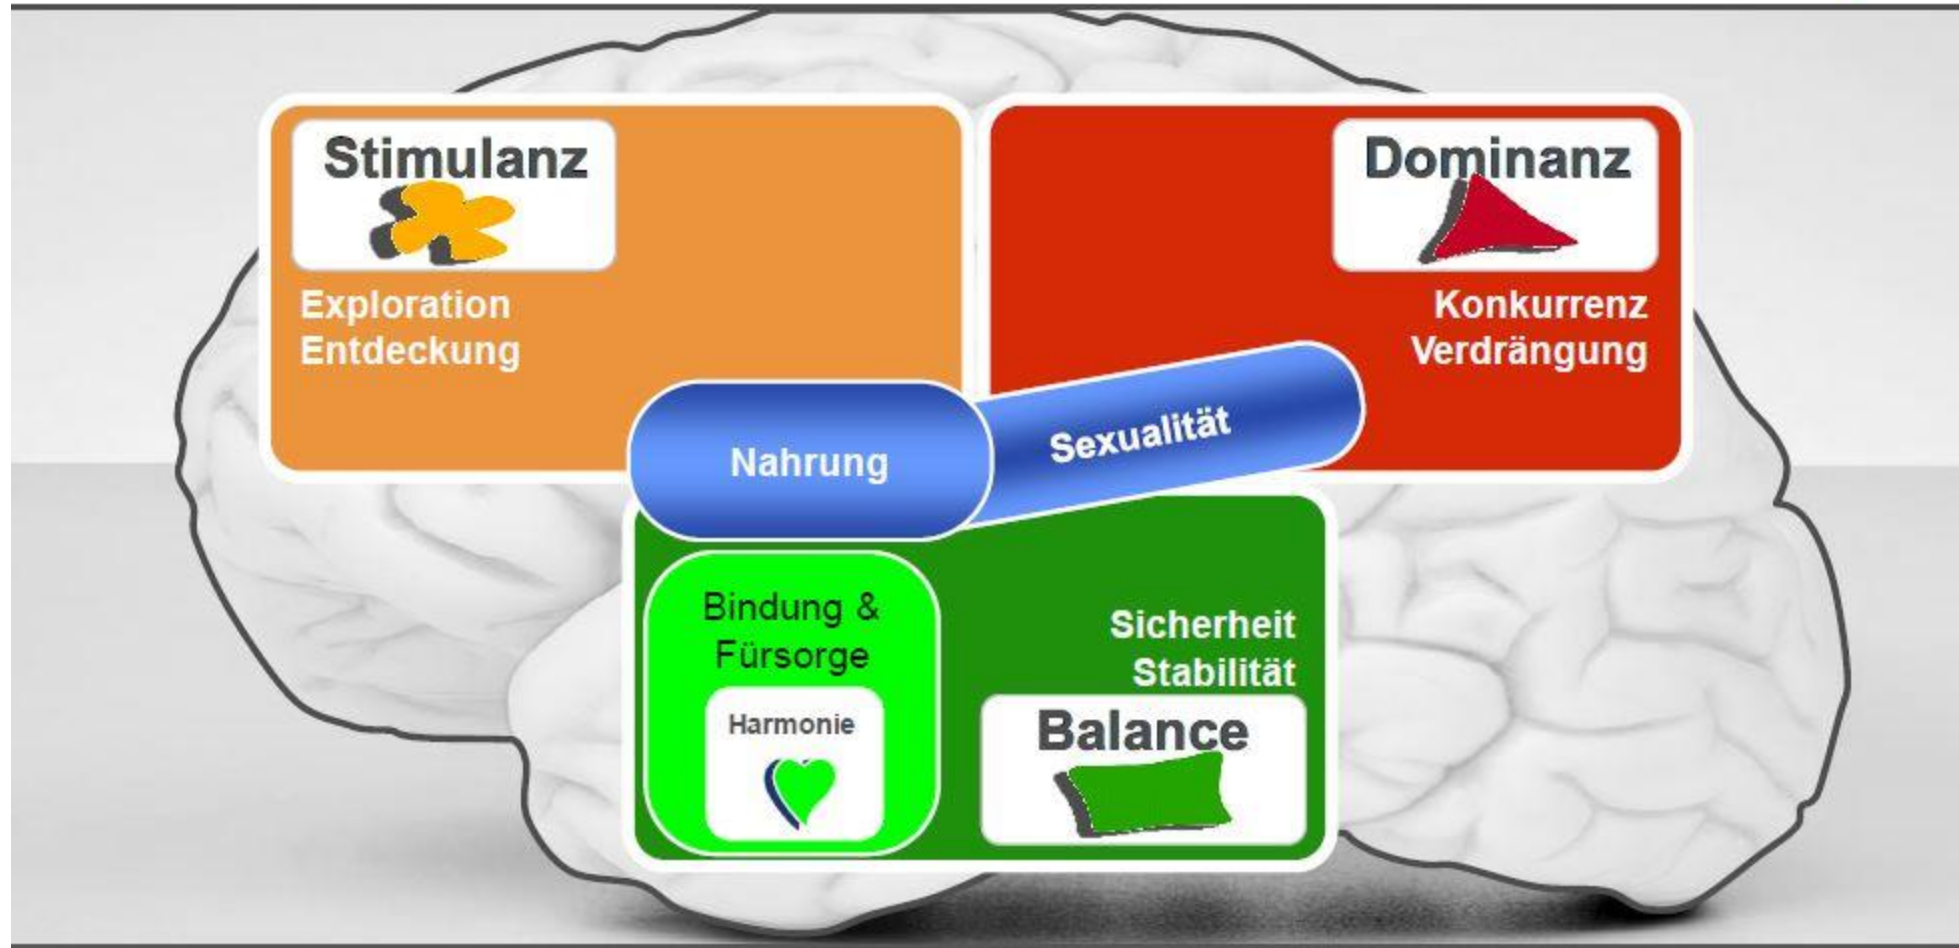 Stimulanz
Exploration
Entdeckung
Dominanz
Konkurrenz
Verdrängung
Nahrung
Sexualität
Bindung &
Fürsorge
Harmonie
Sicherheit
Stabilität
Balance